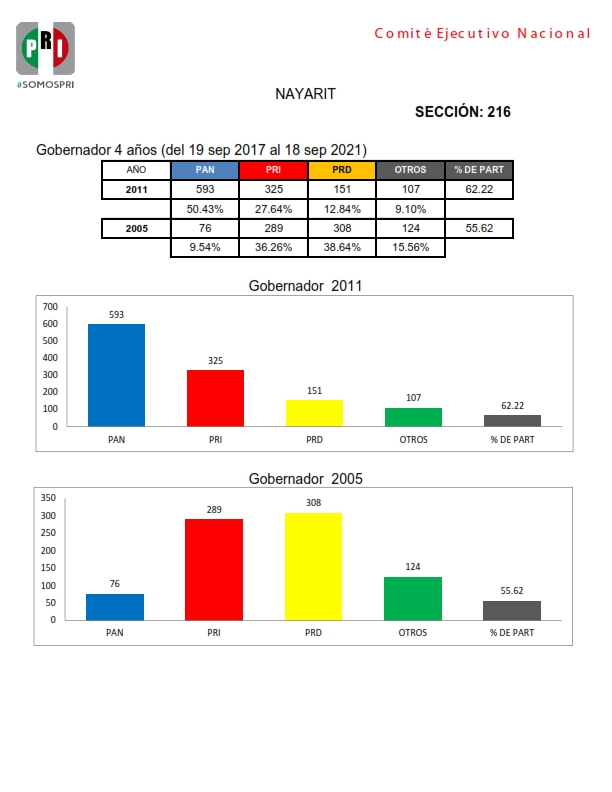 Comité Ejecutivo Nacional
PRI
#SOMOSPRI
NAYARIT
SECCIÓN: 216
Gobernador 4 años (del 19 sep 2017 al 18 sep 2021)
AÑO PAN PRI PRD OTROS % DE PART
2011 593 325 151 107 62.22
50.43% 27.64% 12.84% 9.10%
2005 76 289 308 124 55.62
9.54% 36.26% 38.64% 15.56%
Gobernador 2011
700
600
500
400
300
200
100
0
593
325
151
107
62.22
PAN PRI PRD OTROS % DE PART
Gobernador 2005
350
300
250
200
150
100
50
0
76
289
308
124
55.62
PAN PRI PRD OTROS % DE PART